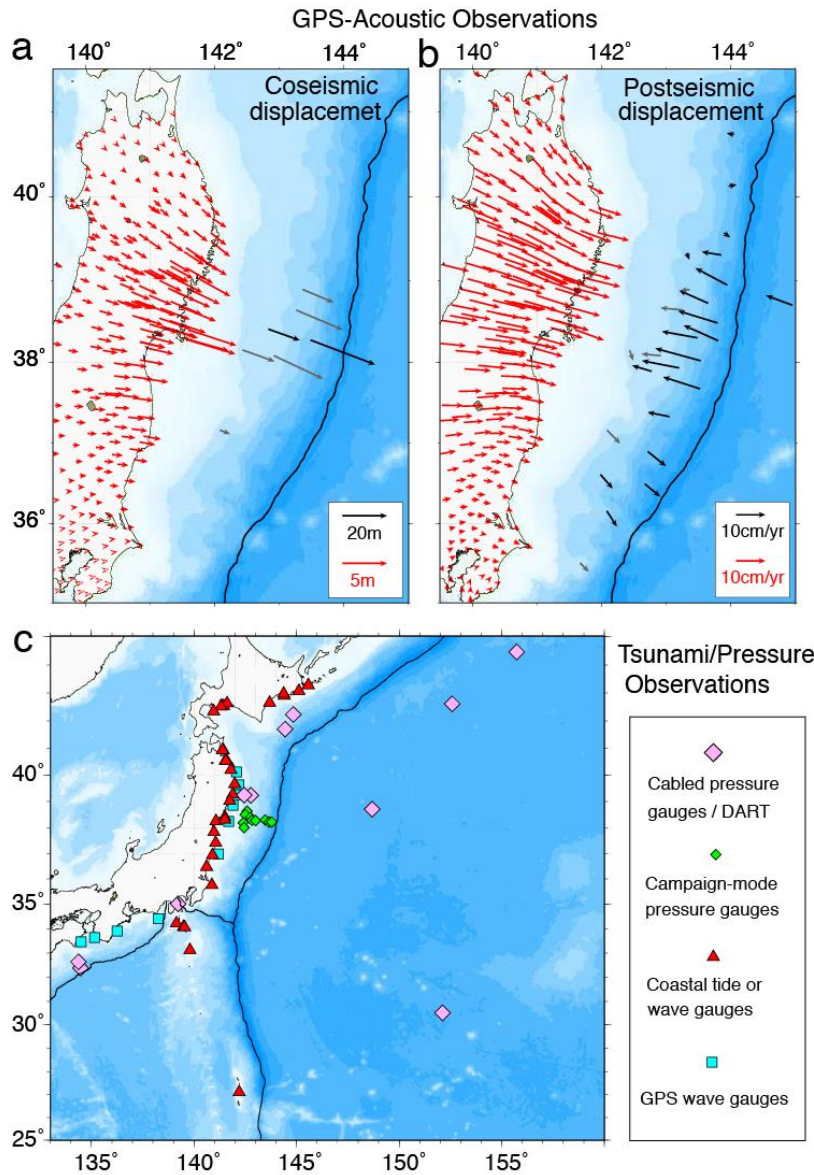 GPS-Acoustic Observations
a
b
140° 142° 144°
140° 142° 144°
Coseismic
displacemet
Postseismic
displacement
40°
38°
36°
20m
5m
10cm/yr
10cm/yr
c
Tsunami/Pressure
Observations
40°
35°
30°
25°
135° 140° 145° 150° 155°
Cabled pressure
gauges / DART
Campaign-mode
pressure gauges
Coastal tide or
wave gauges
GPS wave gauges